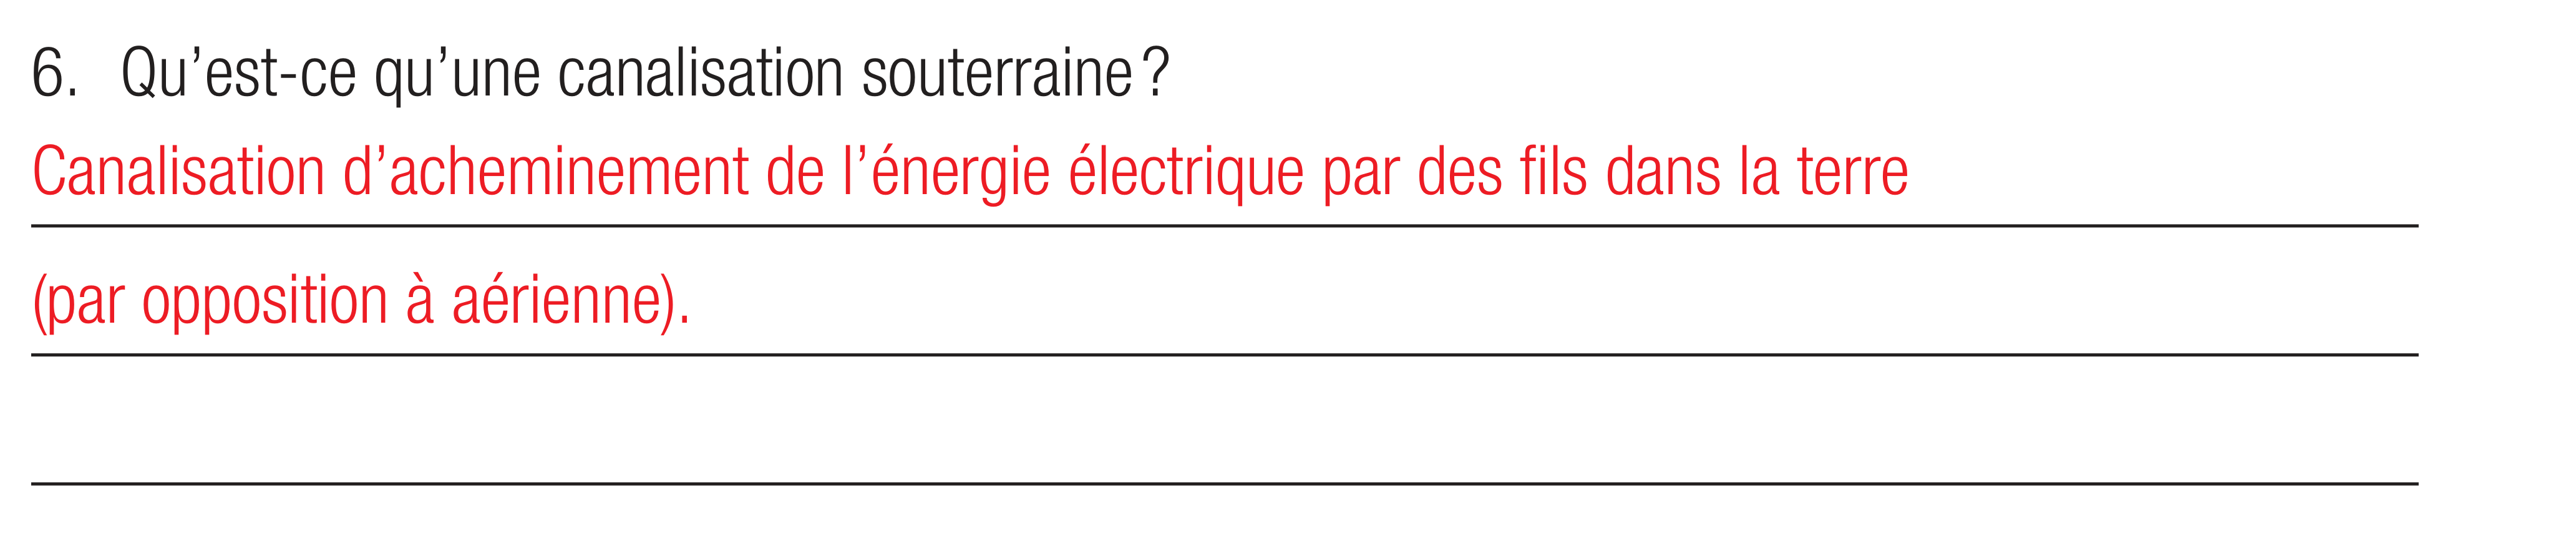 6. Qu’est-ce qu’une canalisation souterraine ?
Canalisation d’acheminement de l’énergie électrique par des fils dans la terre
(par opposition à aérienne).